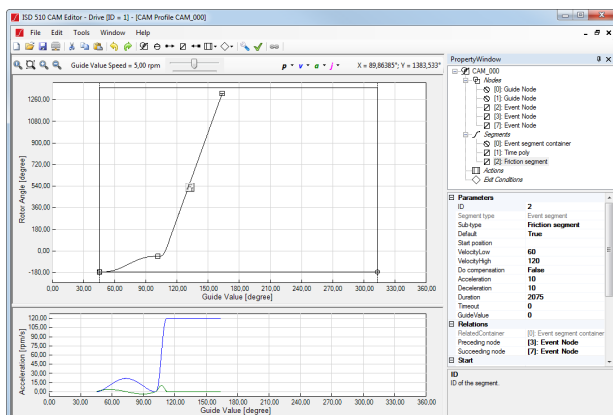 ISD 510 CAM Editor - Drive [ID = 1] - [CAM Profile CAM_000]
File Edit Tools Window Help
Guide Value Speed = 5,00 rpm
p v a j X = 89,86385°; Y = 1383,533°
1260.00
1080.00
900.00
720.00
540.00
360.00
180.00
0.00
-180.00
Rotor Angle [degree]
0.00 30.00 60.00 90.00 120.00 150.00 180.00 210.00 240.00 270.00 300.00 330.00 360.00
Guide Value [degree]
120.00
105.00
90.00
75.00
60.00
45.00
30.00
15.00
0.00
Acceleration [rpm/s]
0.00 30.00 60.00 90.00 120.00 150.00 180.00 210.00 240.00 270.00 300.00 330.00 360.00
Guide Value [degree]
PropertyWindow
CAM_000
Nodes
[0]: Guide Node
[1]: Guide Node
[2]: Event Node
[3]: Event Node
[7]: Event Node
Segments
[0]: Event segment container
[1]: Time poly
[2]: Friction segment
Actions
Exit Conditions
Parameters
ID 2
Segment type Event segment
Sub-type Friction segment
Default True
Start position
VelocityLow 60
VelocityHigh 120
Do compensation False
Acceleration 10
Deceleration 10
Duration 2075
Timeout 0
GuideValue 0
Relations
RelatedContainer [0]: Event segment container
Preceding node [3]: Event Node
Succeeding node [7]: Event Node
Start
ID
ID of the segment.